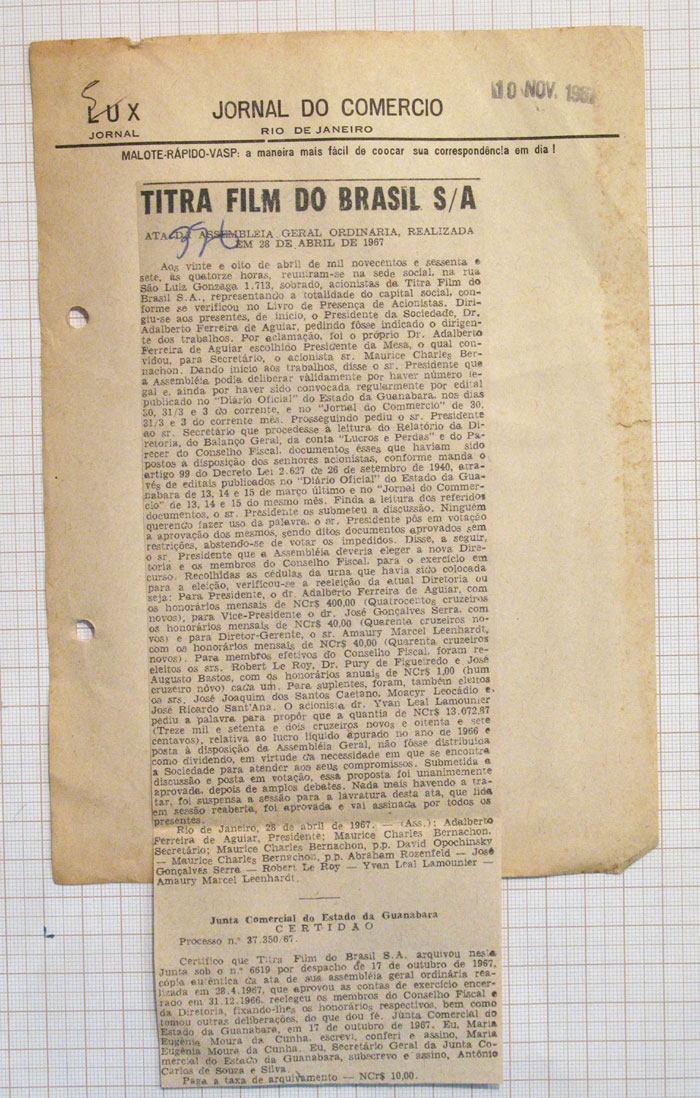 LUX
JORNAL
JORNAL DO COMERCIO
RIO DE JANEIRO
10 NOV. 1967
MALOTE-RÁPIDO-VASP: a maneira mais fácil de coocar sua correspondência em dia!
TITRA FILM DO BRASIL S/A
ATA DA ASSEMBLEIA GERAL ORDINARIA, REALIZADA
EM 28 DE ABRIL DE 1967
Aos vinte e oito de abril de mil novecentos e sessenta e
sete, às quatorze horas, reuniram-se na sede social, na rua
São Luiz Gonzaga 1.713, sobrado, acionistas da Titra Film do
Brasil S.A., representando a totalidade do capital social, con-
forme se verificou no Livro de Presença de Acionistas. Diri-
giu-se aos presentes, de início, o Presidente da Sociedade, Dr.
Adalberto Ferreira de Aguiar, pedindo fôsse indicado o dirigen-
te dos trabalhos. Por aclamação, foi o próprio Dr. Adalberto
Ferreira de Aguiar escolhido Presidente da Mesa, o qual con-
vidou, para Secretário, o acionista sr. Maurice Charles Ber-
nachon. Dando início aos trabalhos, disse o sr. Presidente que
a Assembléia podia deliberar vàlidamente por haver número le-
gal e, ainda por haver sido convocada regularmente por edital
publicado no "Diário Oficial" do Estado da Guanabara, nos dias
30, 31/3 e 3 do corrente, e no "Jornal do Commercio" de 30,
31/3 e 3 do corrente mês. Prosseguindo pediu o sr. Presidente
ao sr. Secretário que procedesse à leitura do Relatório da Di-
retoria, do Balanço Geral, da conta "Lucros e Perdas" e do Pa-
recer do Conselho Fiscal, documentos êsses que haviam sido
postos à disposição dos senhores acionistas, conforme manda o
artigo 99 do Decreto Lei 2.627 de 26 de setembro de 1940, atra-
vés de editais publicados no "Diário Oficial" do Estado da Gua-
nabara de 13, 14 e 15 de março último e no "Jornal do Commer-
cio" de 13, 14 e 15 do mesmo mês. Finda a leitura dos referidos
documentos, o sr. Presidente os submeteu a discussão. Ninguém
querendo fazer uso da palavra, o sr. Presidente pôs em votação
a aprovação dos mesmos, sendo ditos documentos aprovados sem
restrições, abstendo-se de votar os impedidos. Disse, a seguir,
o sr. Presidente que a Assembléia deveria eleger a nova Dire-
toria e os membros do Conselho Fiscal para o exercício em
curso. Recolhidas as cédulas da urna que havia sido colocada
para a eleição, verificou-se a reeleição da atual Diretoria ou
seja: Para Presidente, o dr. Adalberto Ferreira de Aguiar, com
os honorários mensais de NCr$ 400,00 (Quatrocentos cruzeiros
novos), para Vice-Presidente o dr. José Gonçalves Serra, com
os honorários mensais de NCr$ 40,00 (Quarenta cruzeiros no-
vos) e para Diretor-Gerente, o sr. Amaury Marcel Leenhardt,
com os honorários mensais de NCr$ 40,00 (Quarenta cruzeiros
novos). Para membros efetivos do Conselho Fiscal, foram re-
eleitos os srs. Robert Le Roy, Dr. Pury de Figueiredo e José
Augusto Bastos, com os honorários anuais de NCr$ 1,00 (hum
cruzeiro nôvo) cada um. Para suplentes, foram, também eleitos
os srs. José Joaquim dos Santos Caetano, Moacyr Leocádio e
José Ricardo Sant'Ana. O acionista dr. Yvan Leal Lamounier
pediu a palavra para propôr que a quantia de NCr$ 13.072,87
(Treze mil e setenta e dois cruzeiros novos e oitenta e sete
centavos), relativa ao lucro líquido apurado no ano de 1966 e
posta à disposição da Assembléia Geral, não fôsse distribuída
como dividendo, em virtude da necessidade em que se encontra
a Sociedade para atender aos seus compromissos. Submetida a
discussão e posta em votação, essa proposta foi unanimemente
aprovada, depois de amplos debates. Nada mais havendo a tra-
tar, foi suspensa a sessão para a lavratura desta ata, que lida
em sessão reaberta, foi aprovada e vai assinada por todos os
presentes.
Rio de Janeiro, 28 de abril de 1967. — (Ass.): Adalberto
Ferreira de Aguiar, Presidente; Maurice Charles Bernachon,
Secretário; Maurice Charles Bernachon, p.p. David Opochinsky
— Maurice Charles Bernachon, p.p. Abraham Rozenfeld — José
Gonçalves Serra — Robert Le Roy — Yvan Leal Lamounier —
Amaury Marcel Leenhardt.
Junta Comercial do Estado da Guanabara
CERTIDÃO
Processo n.º 37.350/67.
Certifico que Titra Film do Brasil S.A. arquivou nesta
Junta sob o n.º 6619 por despacho de 17 de outubro de 1967,
cópia autêntica da ata de sua assembléia geral ordinária rea-
lizada em 28.4.1967, que aprovou as contas de exercício encer-
rado em 31.12.1966, reelegeu os membros do Conselho Fiscal e
da Diretoria, fixando-lhes os honorários respectivos, bem como
tomou outras deliberações, do que dou fé. Junta Comercial do
Estado da Guanabara, em 17 de outubro de 1967. Eu, Maria
Eugênia Moura da Cunha, escrevi, conferi e assino, Maria
Eugênia Moura da Cunha. Eu, Secretário Geral da Junta Co-
mercial do Estado da Guanabara, subscrevo e assino, Antônio
Carlos de Souza e Silva.
Paga a taxa de arquivamento — NCr$ 10,00.